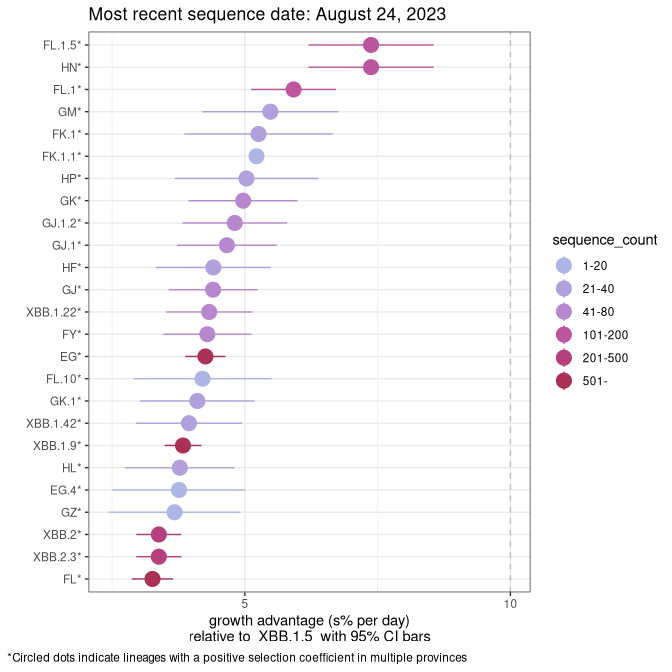 Most recent sequence date: August 24, 2023
FL.1.5*
HN*
FL.1*
GM*
FK.1*
FK.1.1*
HP*
GK*
GJ.1.2*
GJ.1*
HF*
GJ*
XBB.1.22*
FY*
EG*
FL.10*
GK.1*
XBB.1.42*
XBB.1.9*
HL*
EG.4*
GZ*
XBB.2*
XBB.2.3*
FL*
5 10
growth advantage (s% per day)
relative to XBB.1.5 with 95% CI bars
sequence_count
1-20
21-40
41-80
101-200
201-500
501-
*Circled dots indicate lineages with a positive selection coefficient in multiple provinces